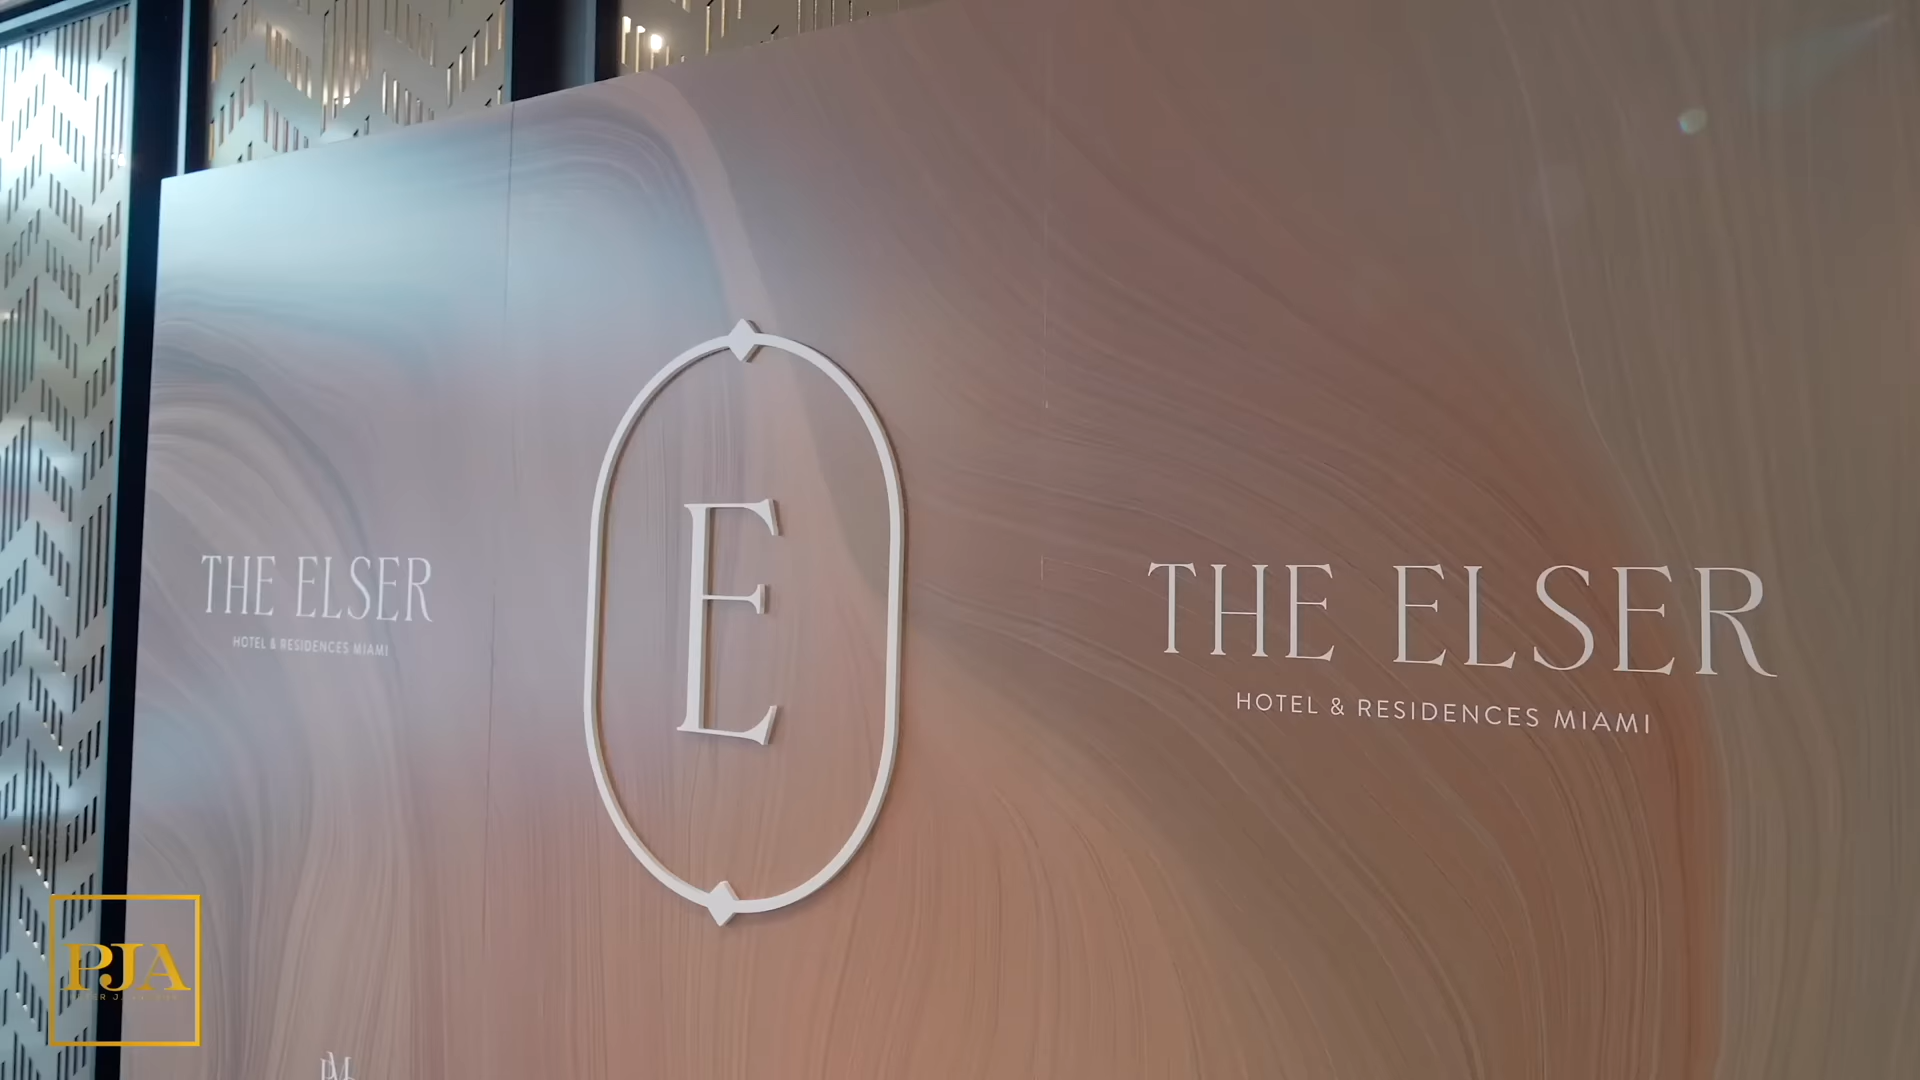 THE ELSER
HOTEL & RESIDENCES MIAMI
E
THE ELSER
HOTEL & RESIDENCES MIAMI
PJA